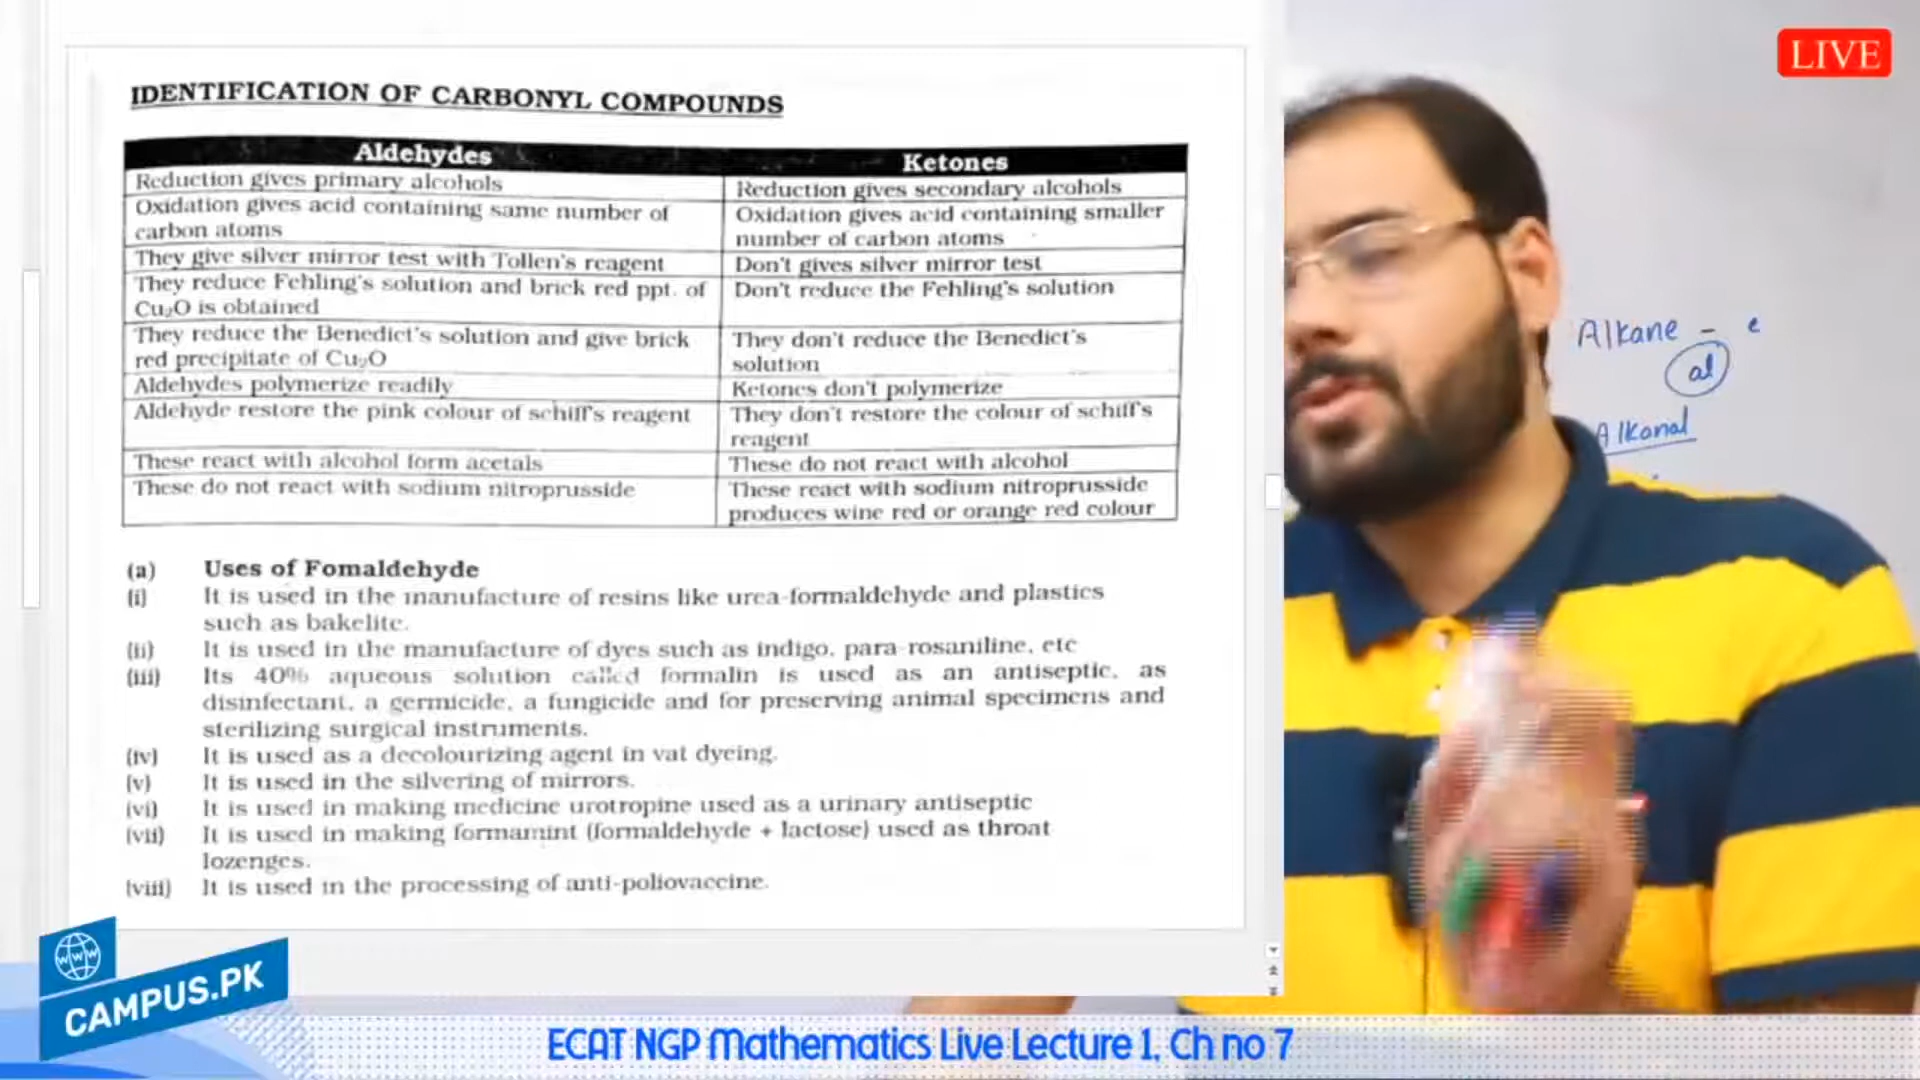 LIVE
IDENTIFICATION OF CARBONYL COMPOUNDS
Aldehydes
Ketones
Reduction gives primary alcohols
Reduction gives secondary alcohols
Oxidation gives acid containing same number of
carbon atoms
Oxidation gives acid containing smaller
number of carbon atoms
They give silver mirror test with Tollen's reagent
Don't gives silver mirror test
They reduce Fehling's solution and brick red ppt. of
Cu₂O is obtained
Don't reduce the Fehling's solution
They reduce the Benedict's solution and give brick
red precipitate of Cu₂O
They don't reduce the Benedict's
solution
Aldehydes polymerize readily
Ketones don't polymerize
Aldehyde restore the pink colour of schiff's reagent
They don't restore the colour of schiff's
reagent
These react with alcohol form acetals
These do not react with alcohol
These do not react with sodium nitroprusside
These react with sodium nitroprusside
produces wine red or orange red colour
(a) Uses of Fomaldehyde
(i) It is used in the manufacture of resins like urea-formaldehyde and plastics
such as bakelite.
(ii) It is used in the manufacture of dyes such as indigo, para-rosaniline, etc
(iii) Its 40% aqueous solution called formalin is used as an antiseptic, as
disinfectant, a germicide, a fungicide and for preserving animal specimens and
sterilizing surgical instruments.
(iv) It is used as a decolourizing agent in vat dyeing.
(v) It is used in the silvering of mirrors.
(vi) It is used in making medicine urotropine used as a urinary antiseptic
(vii) It is used in making formamint (formaldehyde + lactose) used as throat
lozenges.
(viii) It is used in the processing of anti-poliovaccine.
Alkane - e
al
Alkanal
www
CAMPUS.PK
ECAT NGP Mathematics Live Lecture 1, Ch no 7